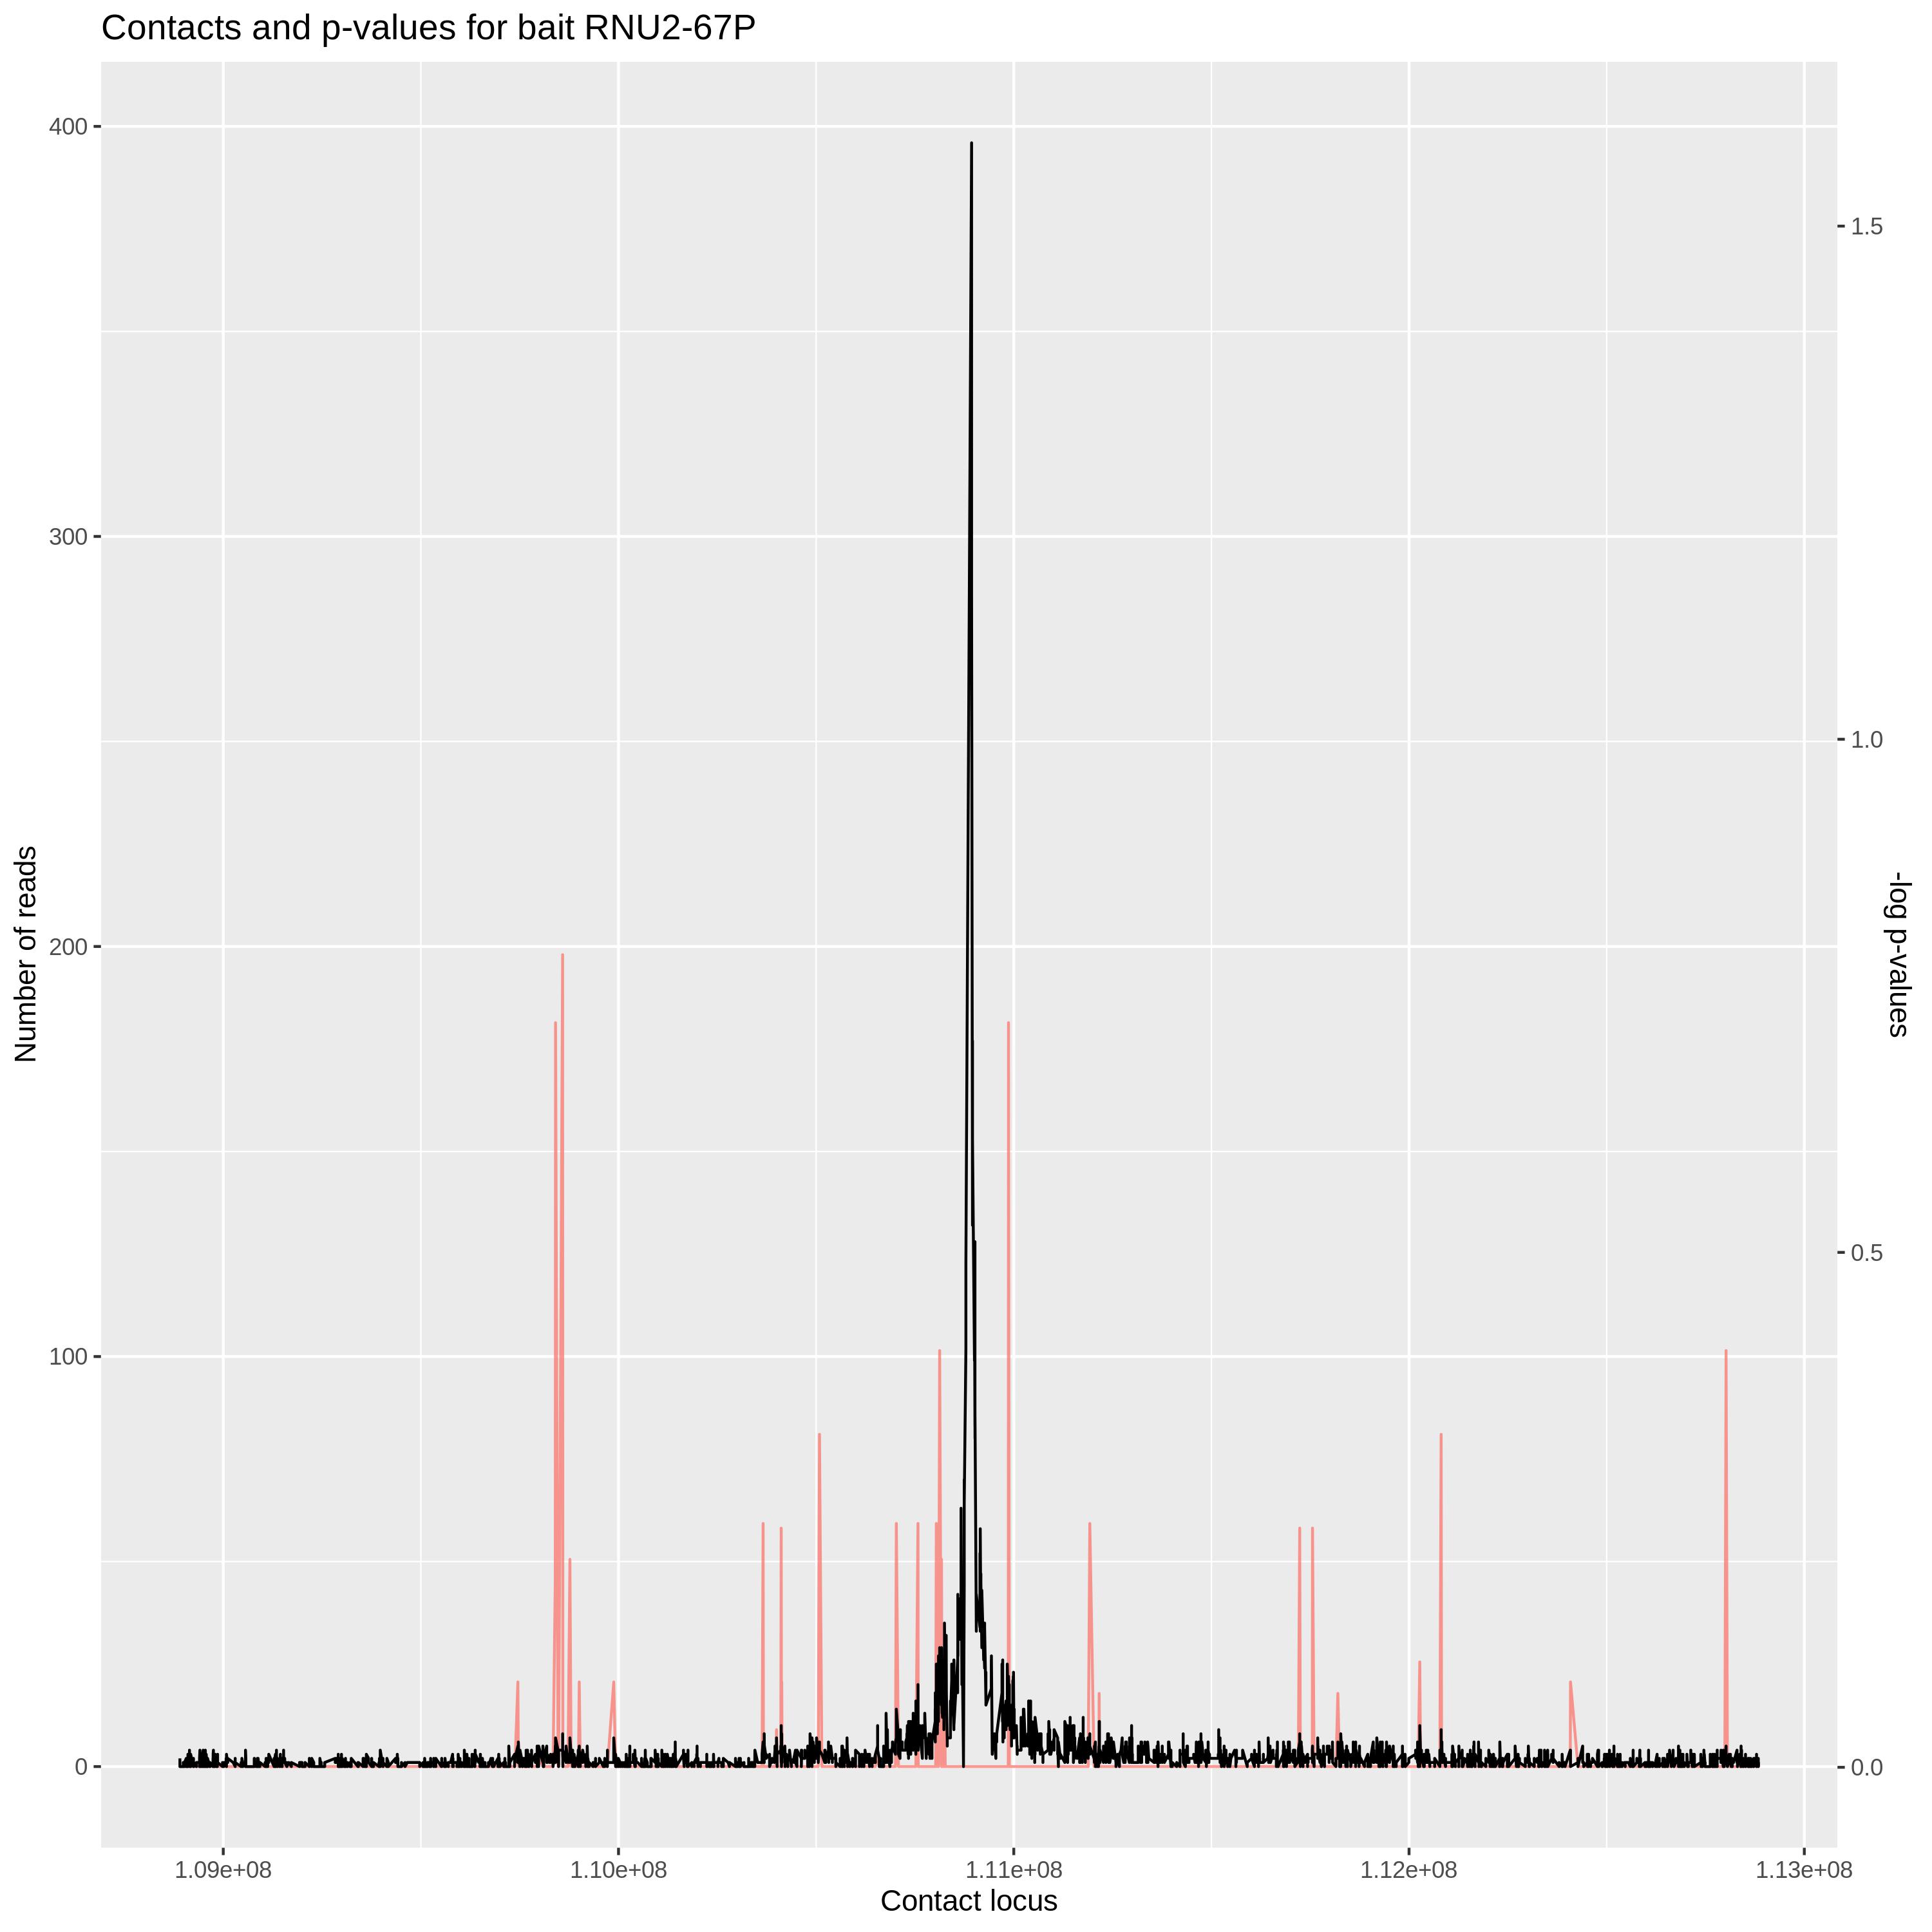 Contacts and p-values for bait RNU2-67P
400
300
200
100
0
1.5
1.0
0.5
0.0
Number of reads
-log p-values
1.09e+08
1.10e+08
1.11e+08
1.12e+08
1.13e+08
Contact locus